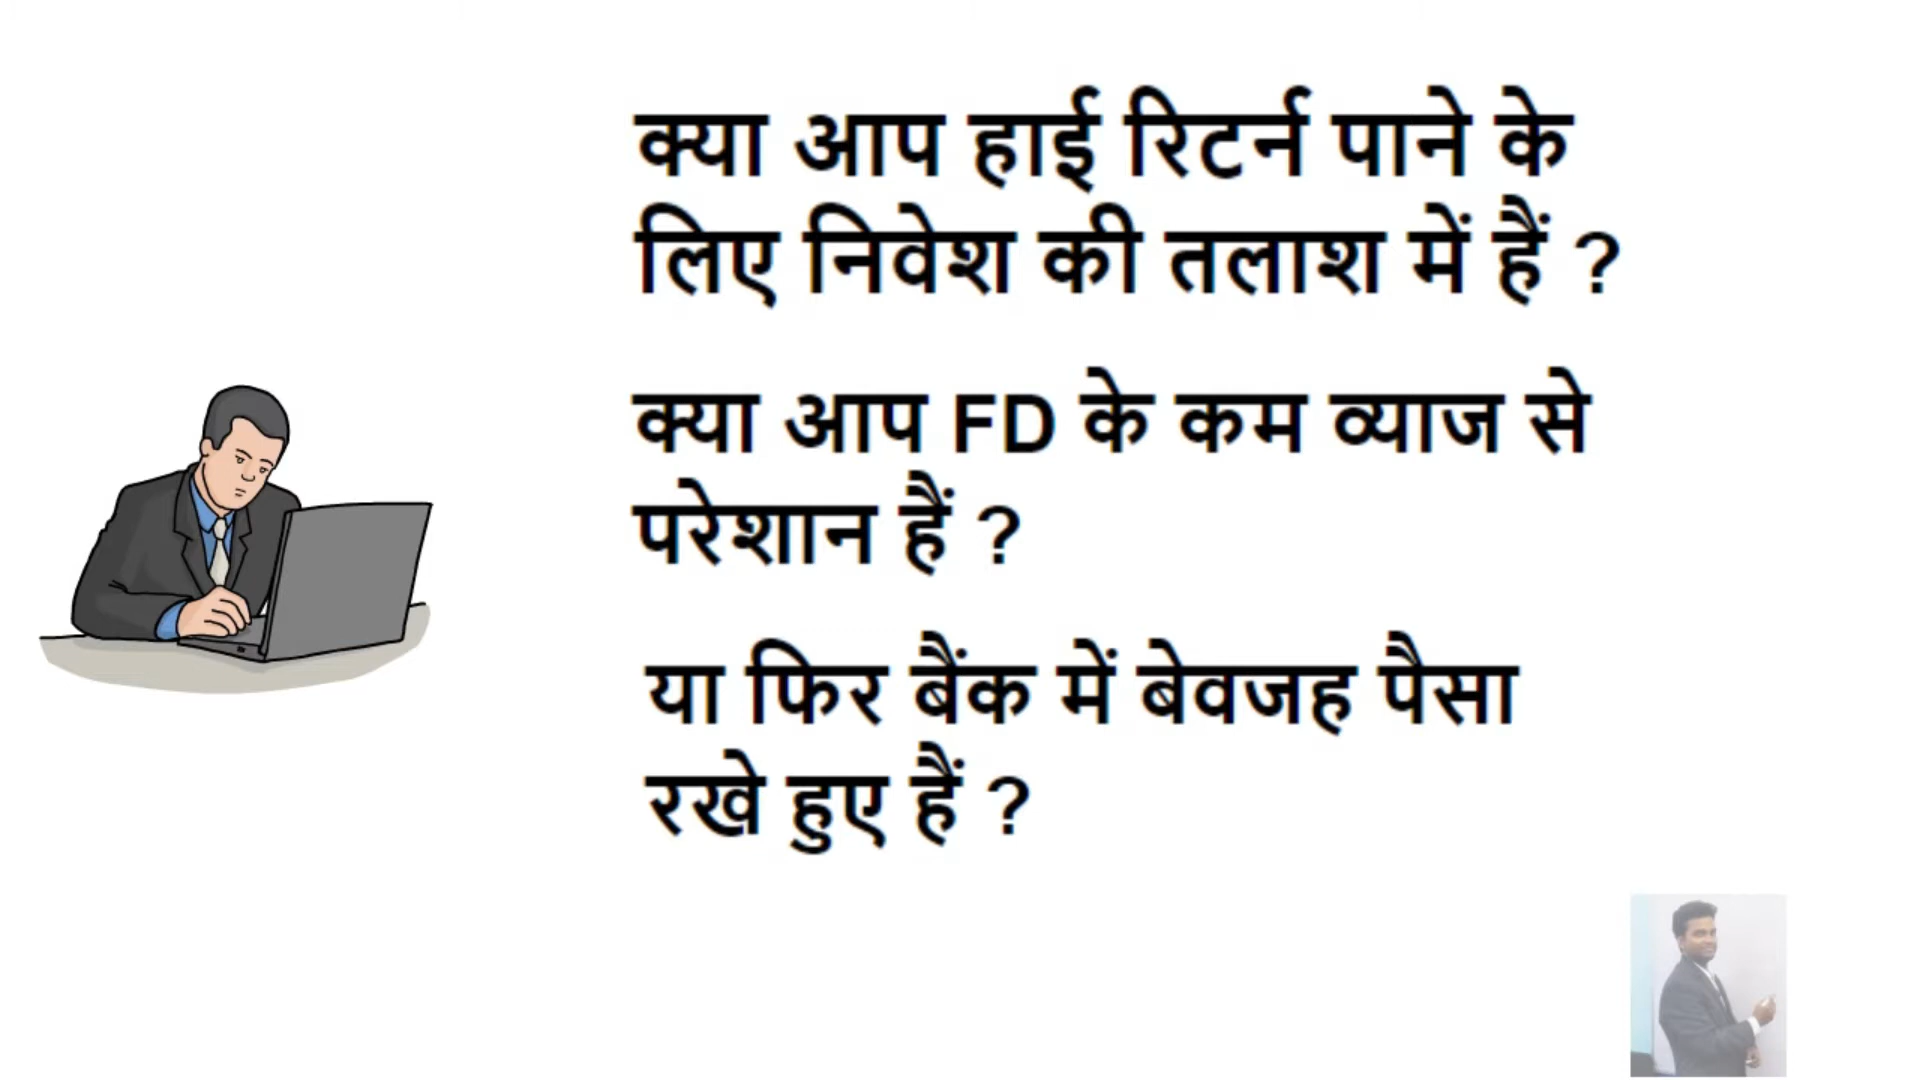 क्या आप हाई रिटर्न पाने के
लिए निवेश की तलाश में हैं ?
क्या आप FD के कम व्याज से
परेशान हैं ?
या फिर बैंक में बेवजह पैसा
रखे हुए हैं ?